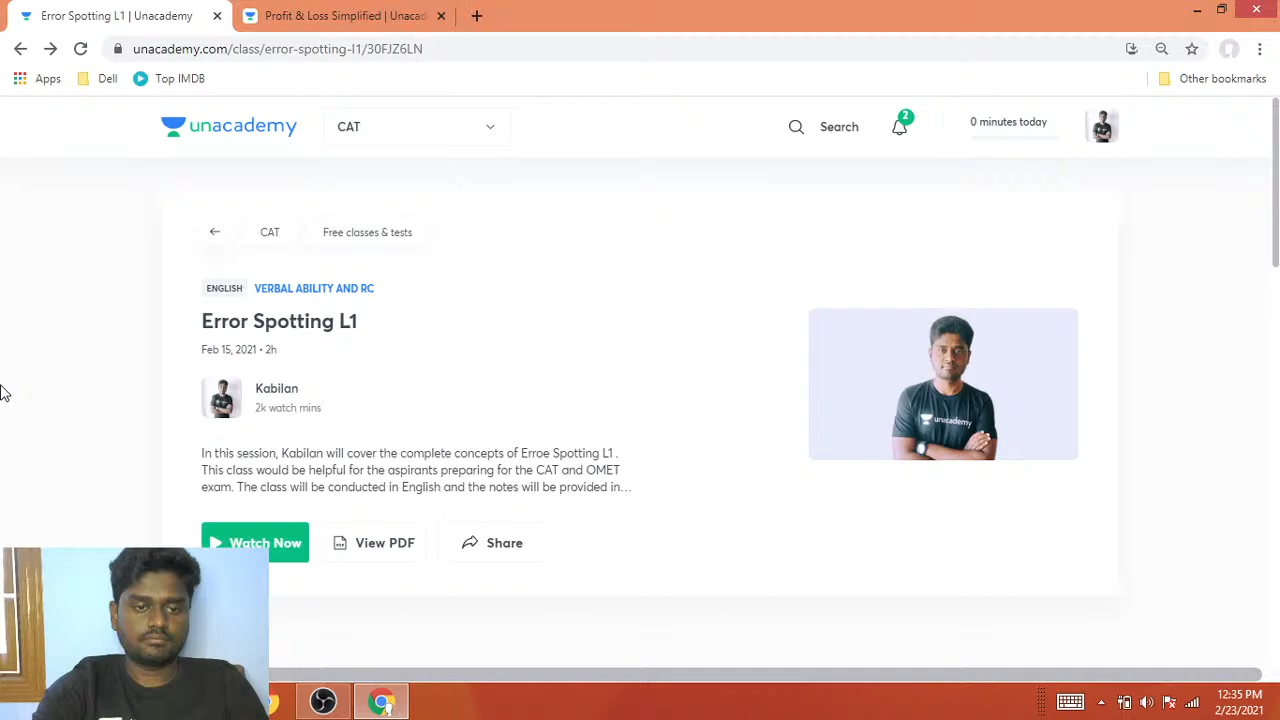 Error Spotting L1 | Unacademy
Profit & Loss Simplified | Unacad
unacademy.com/class/error-spotting-l1/30FJZ6LN
Apps
Dell
Top IMDB
Other bookmarks
unacademy
CAT
Search
2
0 minutes today
CAT
Free classes & tests
ENGLISH
VERBAL ABILITY AND RC
Error Spotting L1
Feb 15, 2021 • 2h
Kabilan
2k watch mins
In this session, Kabilan will cover the complete concepts of Erroe Spotting L1 .
This class would be helpful for the aspirants preparing for the CAT and OMET
exam. The class will be conducted in English and the notes will be provided in…
unacademy
Watch Now
View PDF
Share
12:35 PM
2/23/2021